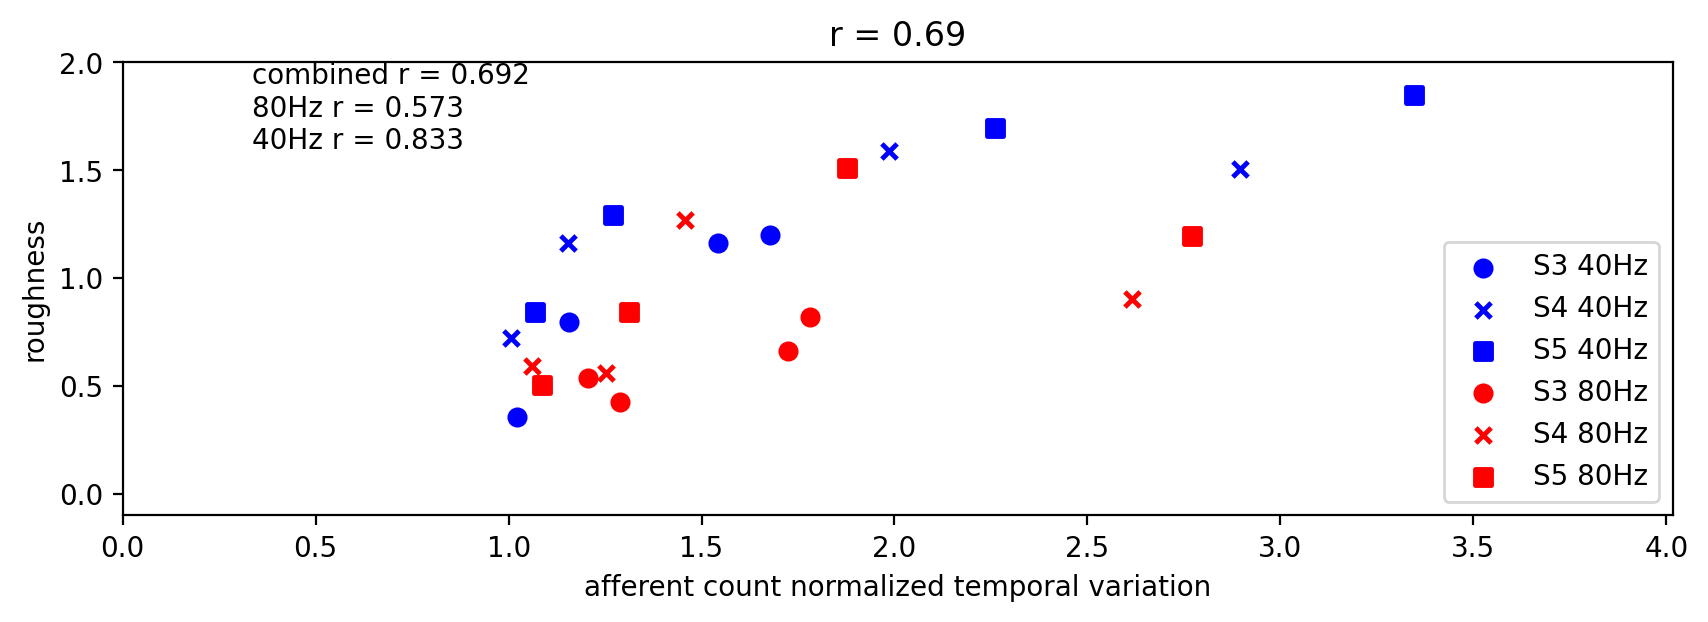 r = 0.69
combined r = 0.692
80Hz r = 0.573
40Hz r = 0.833
2.0
1.5
1.0
0.5
0.0
roughness
S3 40Hz
S4 40Hz
S5 40Hz
S3 80Hz
S4 80Hz
S5 80Hz
0.0 0.5 1.0 1.5 2.0 2.5 3.0 3.5 4.0
afferent count normalized temporal variation